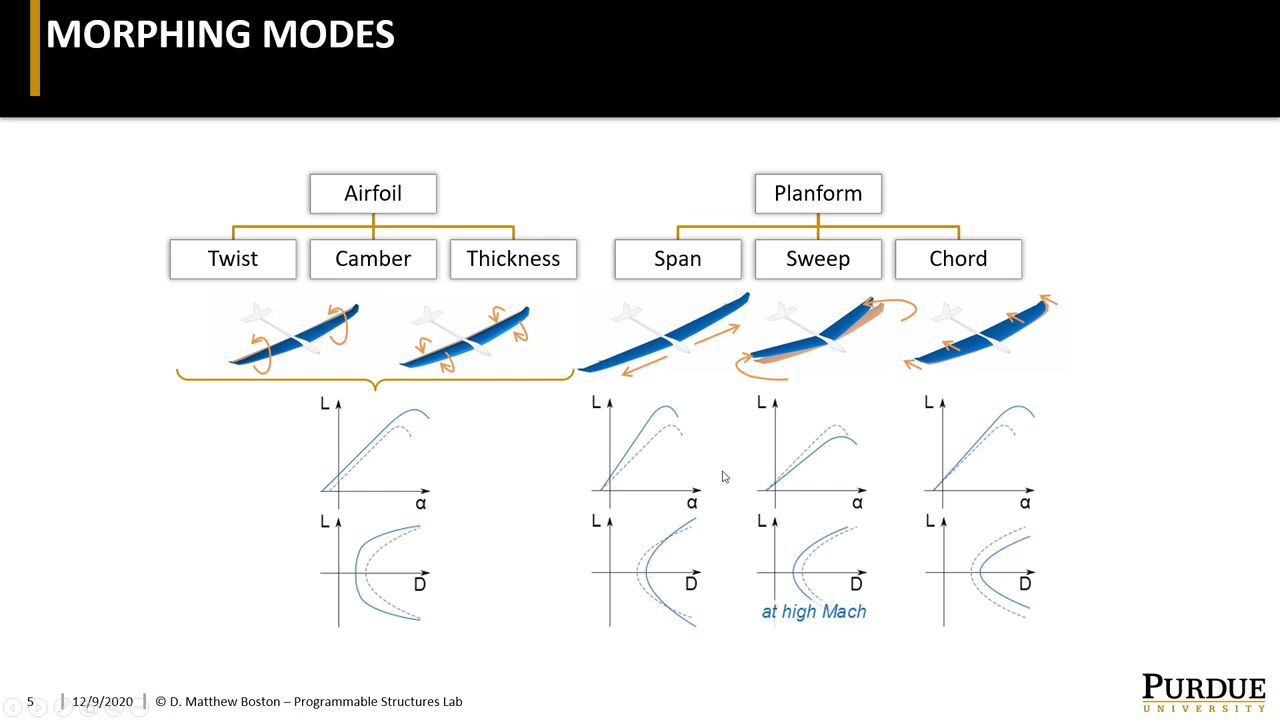 MORPHING MODES
Airfoil
Planform
Twist
Camber
Thickness
Span
Sweep
Chord
L
α
L
α
L
α
L
α
L
D
L
D
L
D
L
D
at high Mach
5
12/9/2020
© D. Matthew Boston – Programmable Structures Lab
PURDUE
UNIVERSITY